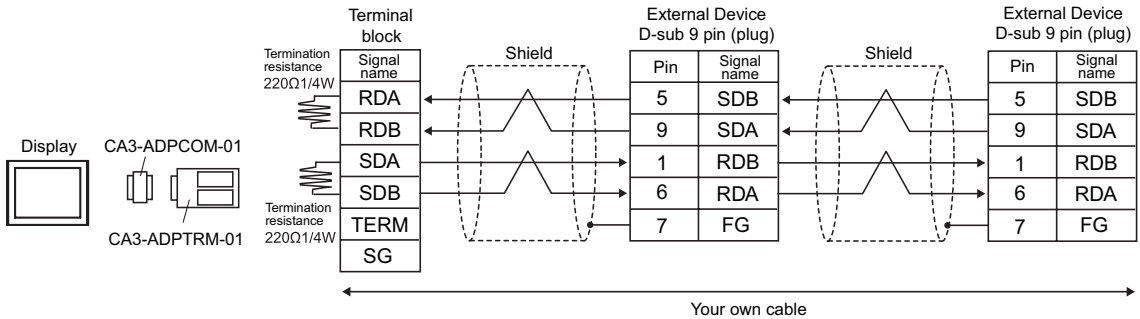 Display
CA3-ADPCOM-01
CA3-ADPTRM-01
Termination
resistance
220Ω1/4W
Termination
resistance
220Ω1/4W
Terminal
block
Signal
name
RDA
RDB
SDA
SDB
TERM
SG
Shield
External Device
D-sub 9 pin (plug)
Pin Signal
name
5 SDB
9 SDA
1 RDB
6 RDA
7 FG
Shield
External Device
D-sub 9 pin (plug)
Pin Signal
name
5 SDB
9 SDA
1 RDB
6 RDA
7 FG
Your own cable